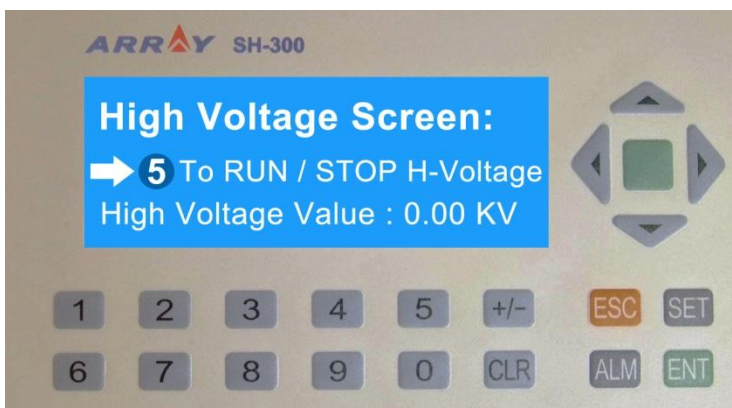 ARRAY SH-300
High Voltage Screen:
5 To RUN / STOP H-Voltage
High Voltage Value : 0.00 KV
1 2 3 4 5 +/- ESC SET
6 7 8 9 0 CLR ALM ENT